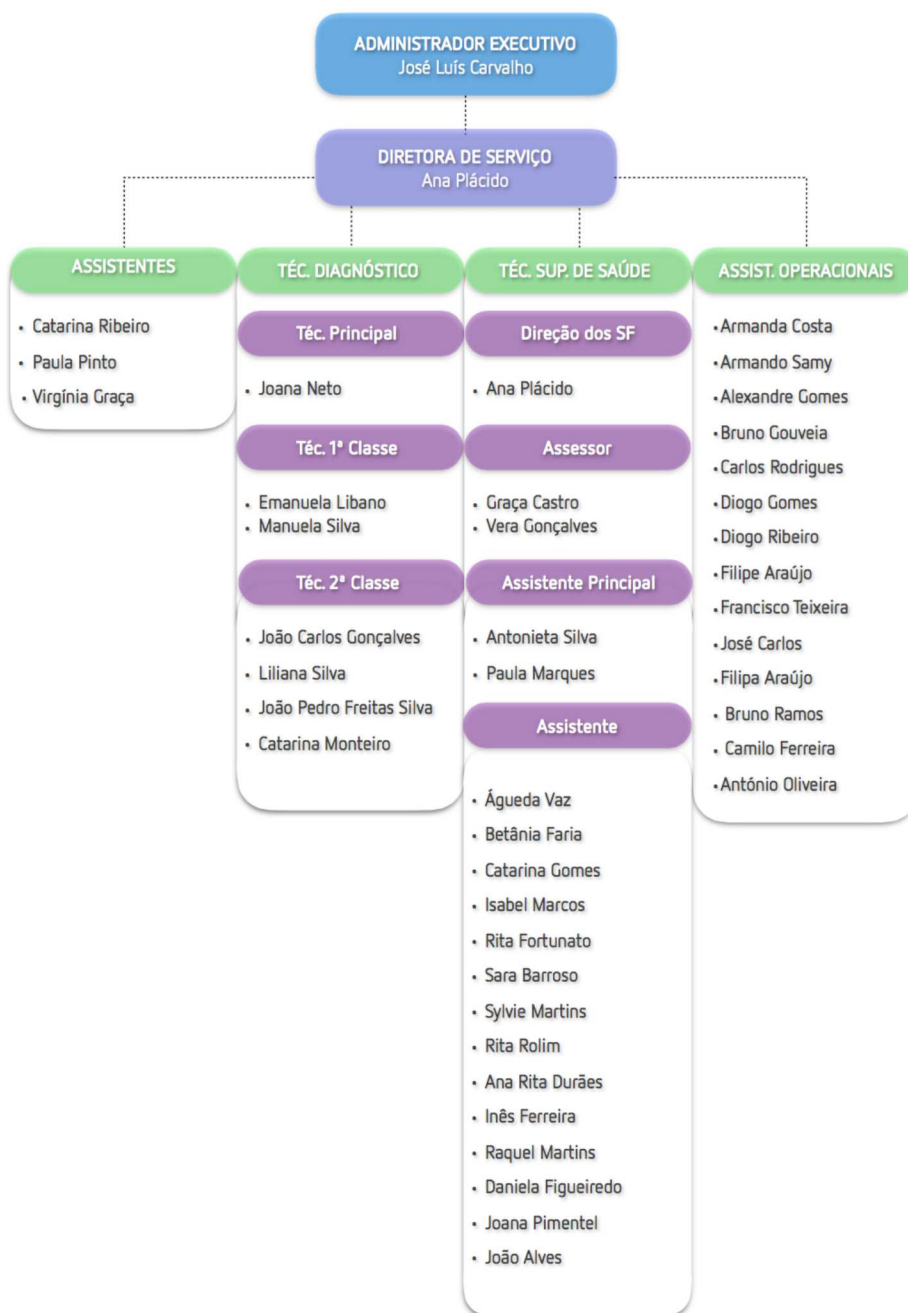 ADMINISTRADOR EXECUTIVO
José Luís Carvalho
DIRETORA DE SERVIÇO
Ana Plácido
ASSISTENTES
• Catarina Ribeiro
• Paula Pinto
• Virgínia Graça
TÉC. DIAGNÓSTICO
Téc. Principal
• Joana Neto
Téc. 1ª Classe
• Emanuela Libano
• Manuela Silva
Téc. 2ª Classe
• João Carlos Gonçalves
• Liliana Silva
• João Pedro Freitas Silva
• Catarina Monteiro
TÉC. SUP. DE SAÚDE
Direção dos SF
• Ana Plácido
Assessor
• Graça Castro
• Vera Gonçalves
Assistente Principal
• Antonieta Silva
• Paula Marques
Assistente
• Águeda Vaz
• Betânia Faria
• Catarina Gomes
• Isabel Marcos
• Rita Fortunato
• Sara Barroso
• Sylvie Martins
• Rita Rolim
• Ana Rita Durães
• Inês Ferreira
• Raquel Martins
• Daniela Figueiredo
• Joana Pimentel
• João Alves
ASSIST. OPERACIONAIS
• Armanda Costa
• Armando Samy
• Alexandre Gomes
• Bruno Gouveia
• Carlos Rodrigues
• Diogo Gomes
• Diogo Ribeiro
• Filipe Araújo
• Francisco Teixeira
• José Carlos
• Filipa Araújo
• Bruno Ramos
• Camilo Ferreira
• António Oliveira